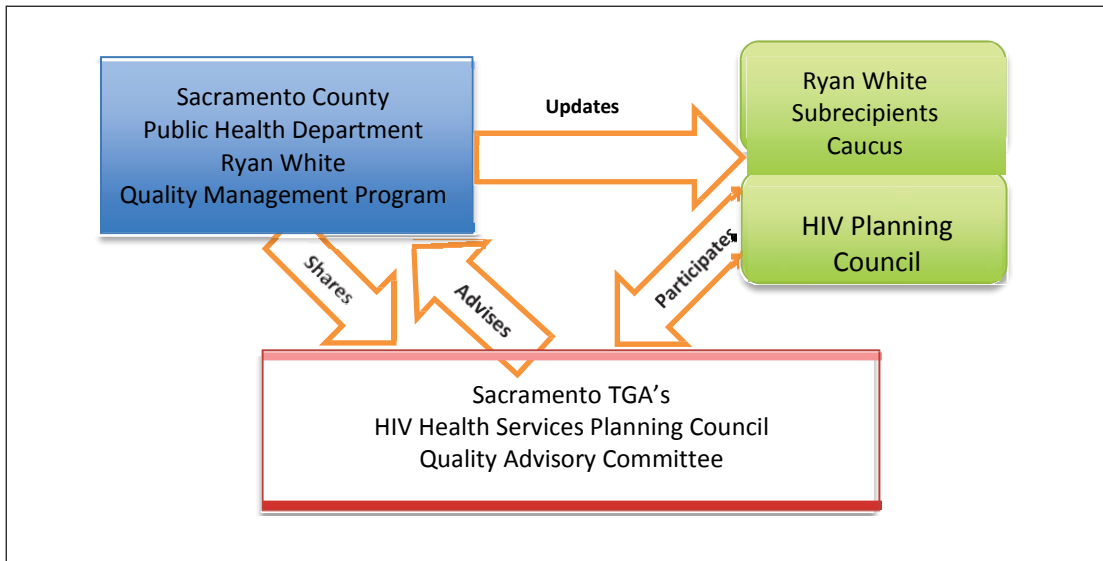 Sacramento County
Public Health Department
Ryan White
Quality Management Program
Updates
Ryan White
Subrecipients
Caucus
HIV Planning
Council
Shares
Advises
Participates
Sacramento TGA’s
HIV Health Services Planning Council
Quality Advisory Committee